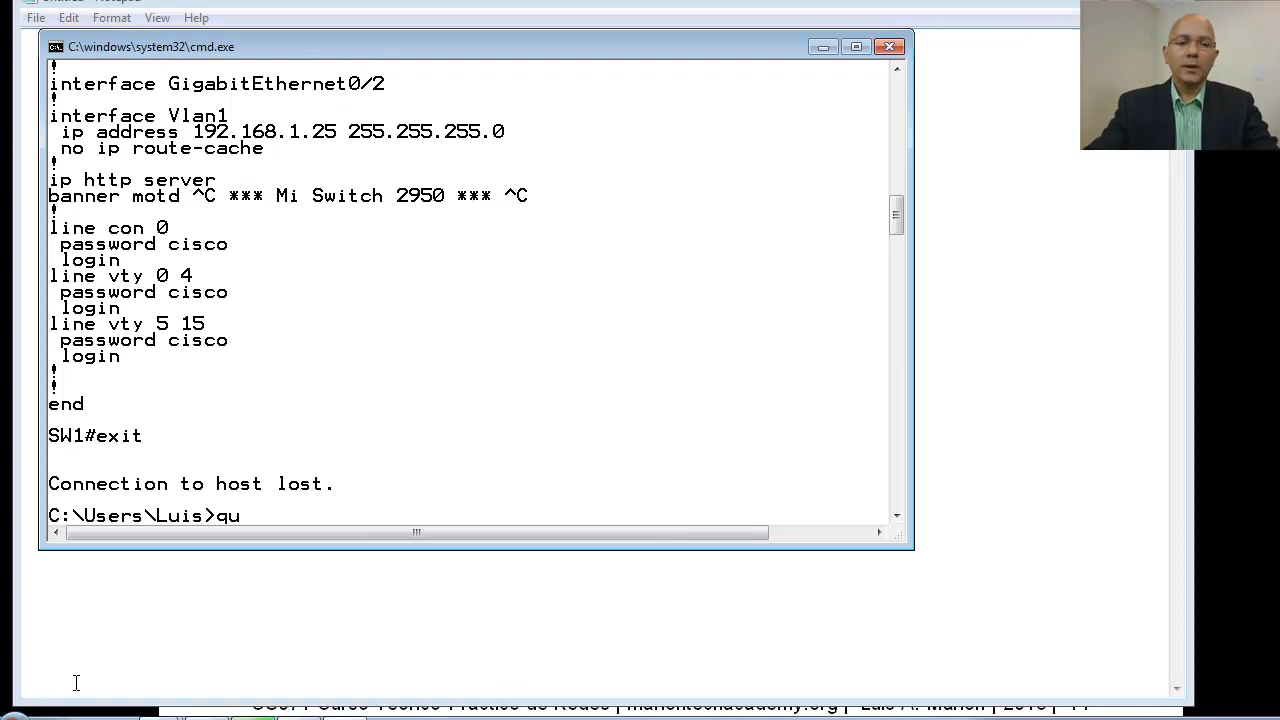 File Edit Format View Help
C:\windows\system32\cmd.exe
!
interface GigabitEthernet0/2
!
interface Vlan1
 ip address 192.168.1.25 255.255.255.0
 no ip route-cache
!
ip http server
banner motd ^C *** Mi Switch 2950 *** ^C
!
line con 0
 password cisco
 login
line vty 0 4
 password cisco
 login
line vty 5 15
 password cisco
 login
!
!
end
SW1#exit
Connection to host lost.
C:\Users\Luis>qu